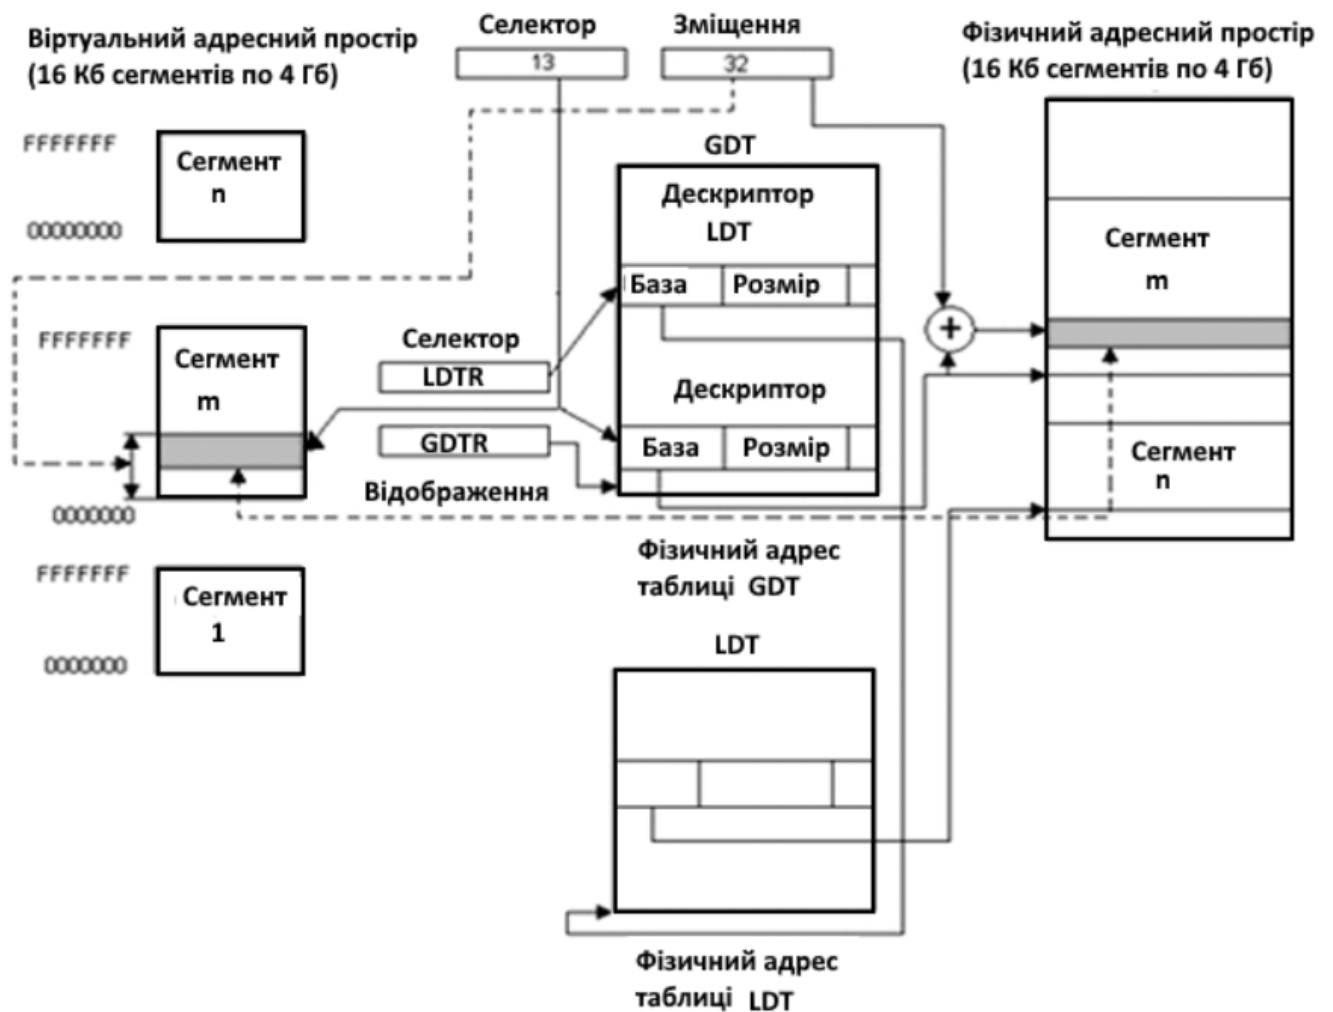 Віртуальний адресний простір
(16 Кб сегментів по 4 Гб)
Селектор
13
Зміщення
32
Фізичний адресний простір
(16 Кб сегментів по 4 Гб)
FFFFFFF
Сегмент
n
00000000
GDT
Дескриптор
LDT
База
Розмір
Сегмент
m
FFFFFFF
Сегмент
m
0000000
Селектор
LDTR
GDTR
Відображення
+
Дескриптор
База
Розмір
Сегмент
n
FFFFFFF
Сегмент
1
0000000
Фізичний адрес
таблиці GDT
LDT
Фізичний адрес
таблиці LDT